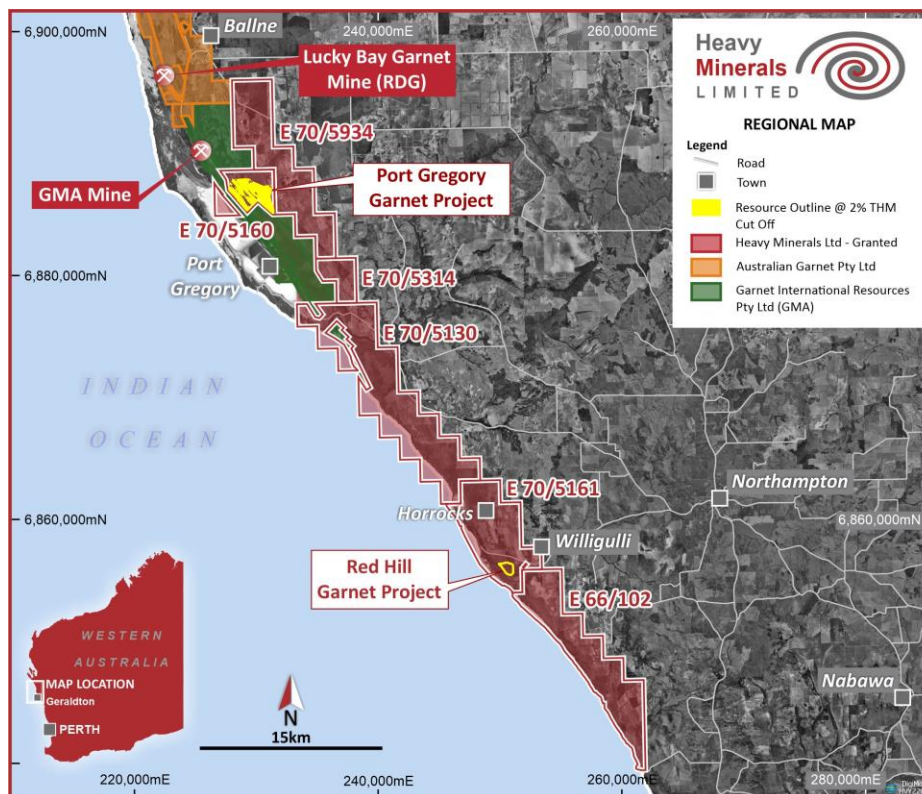 6,900,000mN
Ballne
240,000mE
260,000mE
Heavy
Minerals
LIMITED
Lucky Bay Garnet
Mine (RDG)
REGIONAL MAP
Legend
Road
Town
Resource Outline @ 2% THM
Cut Off
Heavy Minerals Ltd - Granted
Australian Garnet Pty Ltd
Garnet International Resources
Pty Ltd (GMA)
E 70/5934
GMA Mine
Port Gregory
Garnet Project
E 70/5160
Port
Gregory
6,880,000mN
E 70/5314
E 70/5130
INDIAN
OCEAN
E 70/5161
Northampton
Horrocks
6,860,000mN
6,860,000mN
Willigulli
Red Hill
Garnet Project
E 66/102
WESTERN
AUSTRALIA
MAP LOCATION
Geraldton
PERTH
Nabawa
N
15km
220,000mE
240,000mE
260,000mE
280,000mE